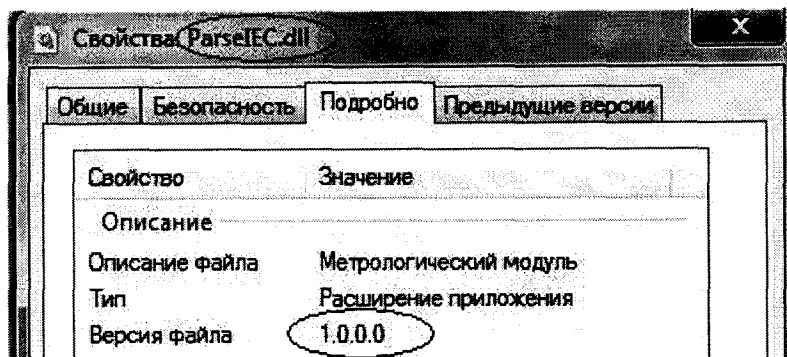 Свойства: ParseIEC.dll
X
Общие Безопасность Подробно Предыдущие версии
Свойство Значение
Описание
Описание файла Метрологический модуль
Тип Расширение приложения
Версия файла 1.0.0.0